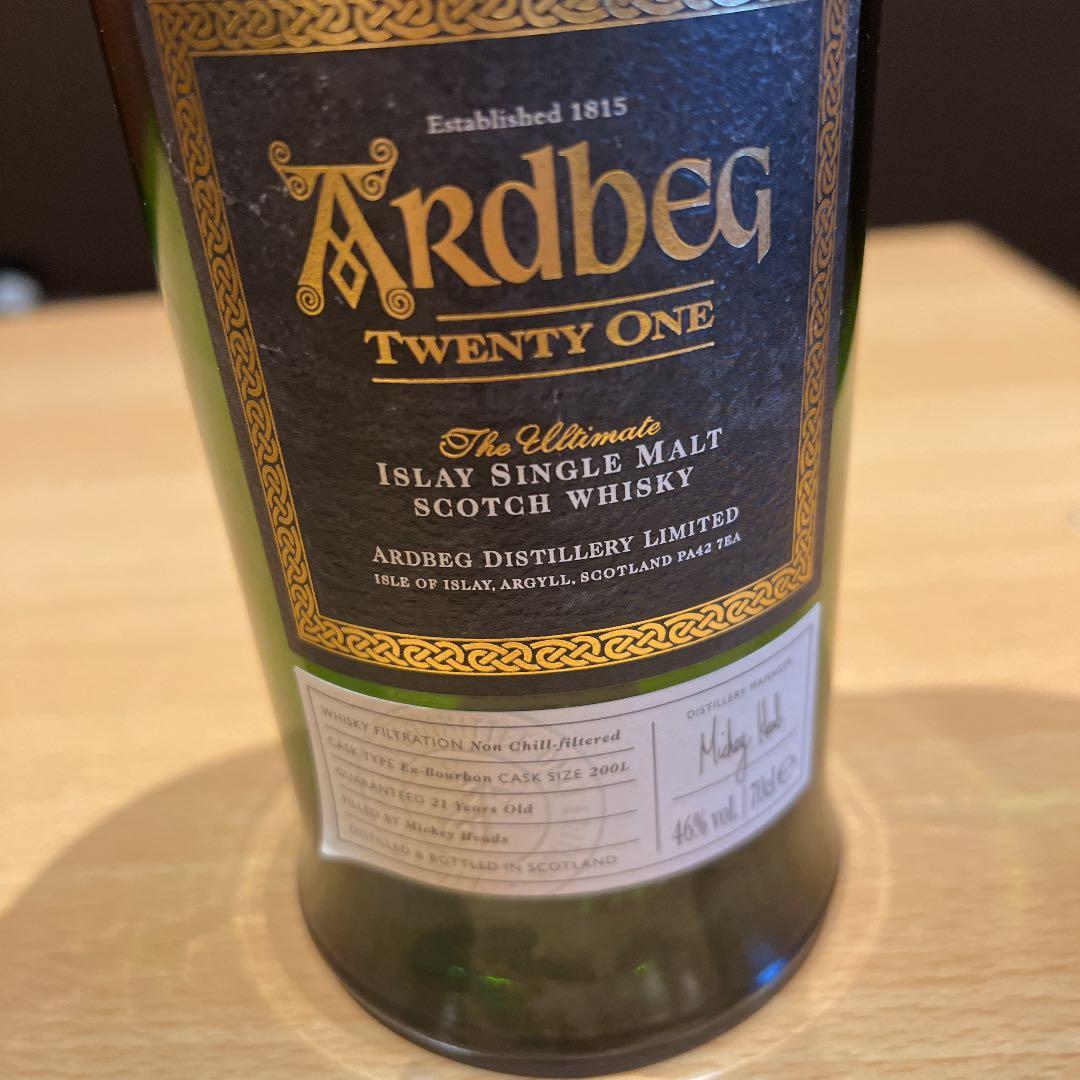 Established 1815
Ardbeg
TWENTY ONE
The Ultimate
ISLAY SINGLE MALT
SCOTCH WHISKY
ARDBEG DISTILLERY LIMITED
ISLE OF ISLAY, ARGYLL, SCOTLAND PA42 7EA
WHISKY FILTRATION Non Chill-filtered
CASK TYPE Ex-Bourbon CASK SIZE 200L
GUARANTEED 21 Years Old
FILLED BY Mickey Heads
DISTILLED & BOTTLED IN SCOTLAND
DISTILLERY MANAGER
Mickey Heads
46% vol. 70cl e